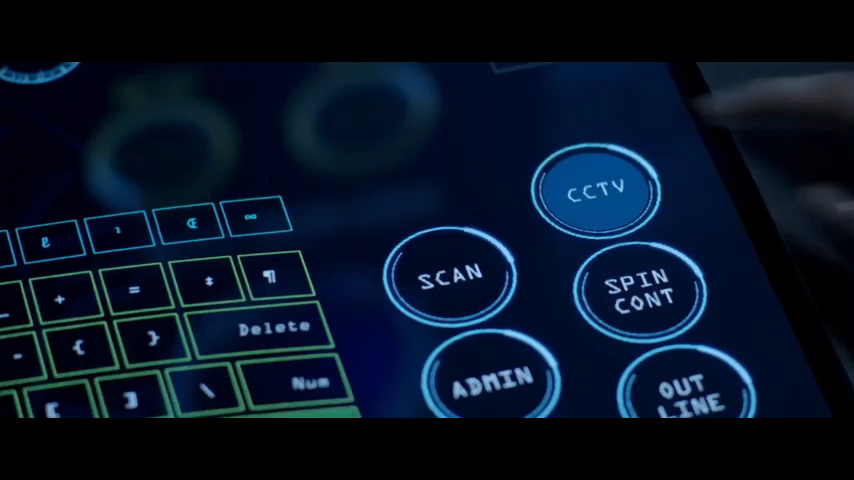 CCTV
SCAN
SPIN
CONT
ADMIN
OUT
LINE
+ = ‡ ¶
- { } Delete
[ ] \ Num